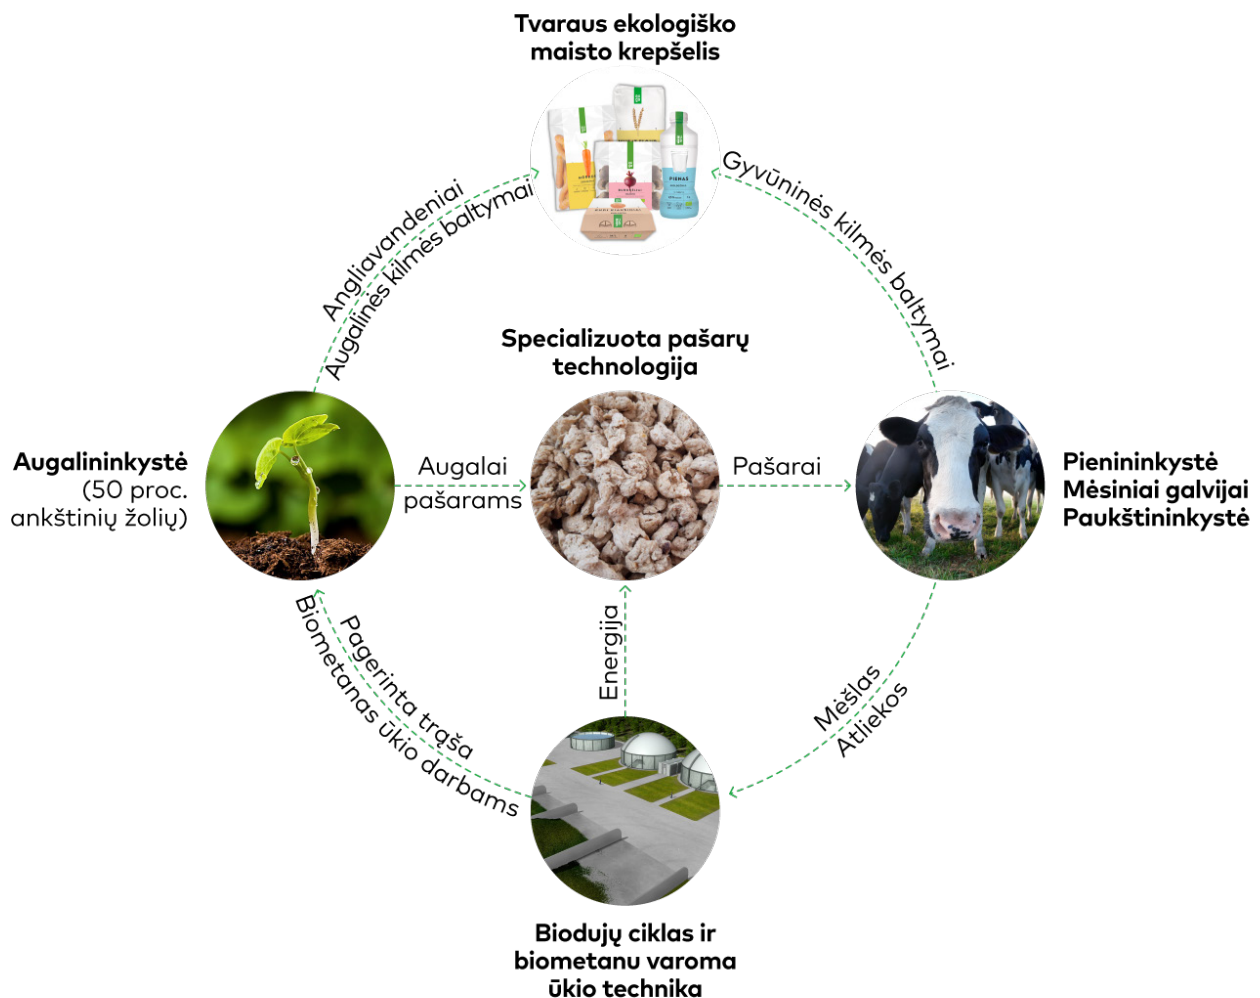 Tvaraus ekologiško
maisto krepšelis
PIENAS
Angliavandeniai
Augalinės kilmės baltymai
Gyvūninės kilmės baltymai
Specializuota pašarų
technologija
Augalininkystė
(50 proc.
ankštinių žolių)
Augalai
pašarams
Pašarai
Pienininkystė
Mėsiniai galvijai
Paukštininkystė
Pagerinta trąša
Biometanas ūkio darbams
Energija
Mėšlas
Atliekos
Biodujų ciklas ir
biometanu varoma
ūkio technika